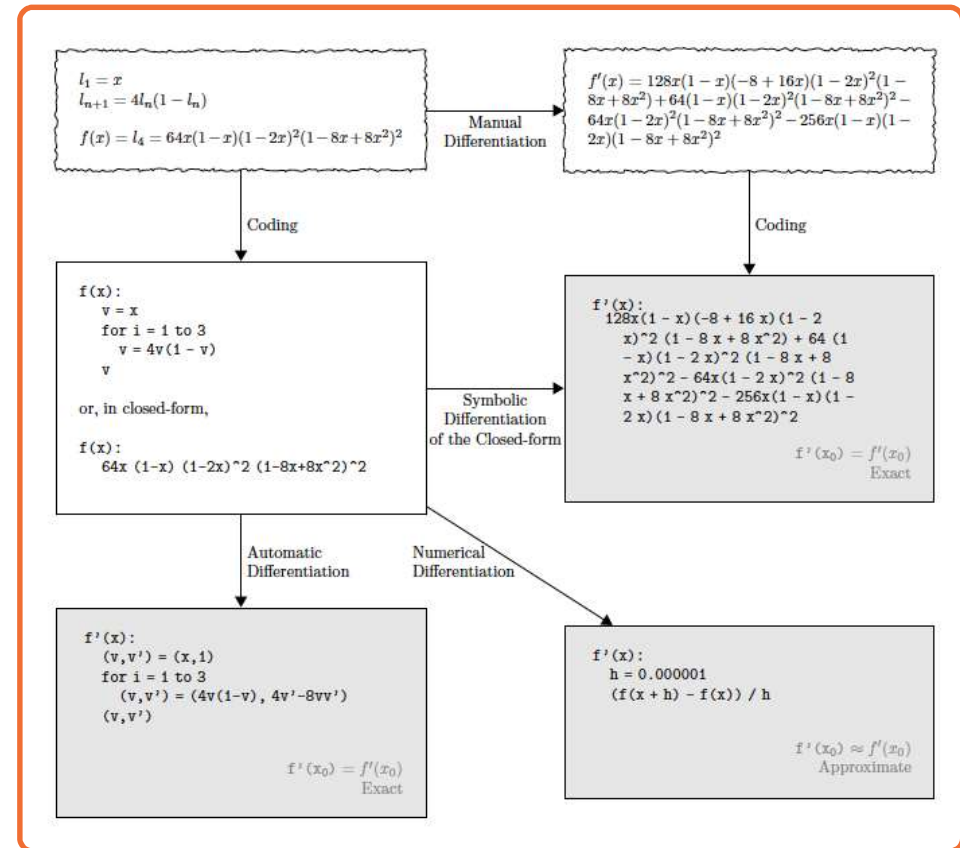 l₁ = x
lₙ₊₁ = 4lₙ(1 − lₙ)
f(x) = l₄ = 64x(1−x)(1−2x)²(1−8x+8x²)²
Manual
Differentiation
f′(x) = 128x(1 − x)(−8 + 16x)(1 − 2x)²(1 −
8x+8x²)+64(1−x)(1−2x)²(1−8x+8x²)²−
64x(1−2x)²(1−8x+8x²)²−256x(1−x)(1−
2x)(1 − 8x + 8x²)²
Coding
Coding
f(x):
v = x
for i = 1 to 3
v = 4v(1 - v)
v
or, in closed-form,
f(x):
64x (1-x) (1-2x)^2 (1-8x+8x^2)^2
Symbolic
Differentiation
of the Closed-form
f'(x):
128x(1 - x)(-8 + 16 x)(1 - 2
x)^2 (1 - 8 x + 8 x^2) + 64 (1
- x)(1 - 2 x)^2 (1 - 8 x + 8
x^2)^2 - 64x(1 - 2 x)^2 (1 - 8
x + 8 x^2)^2 - 256x(1 - x)(1 -
2 x)(1 - 8 x + 8 x^2)^2
f'(x₀) = f′(x₀)
Exact
Automatic
Differentiation
Numerical
Differentiation
f'(x):
(v,v') = (x,1)
for i = 1 to 3
(v,v') = (4v(1-v), 4v'-8vv')
(v,v')
f'(x₀) = f′(x₀)
Exact
f'(x):
h = 0.000001
(f(x + h) - f(x)) / h
f'(x₀) ≈ f′(x₀)
Approximate